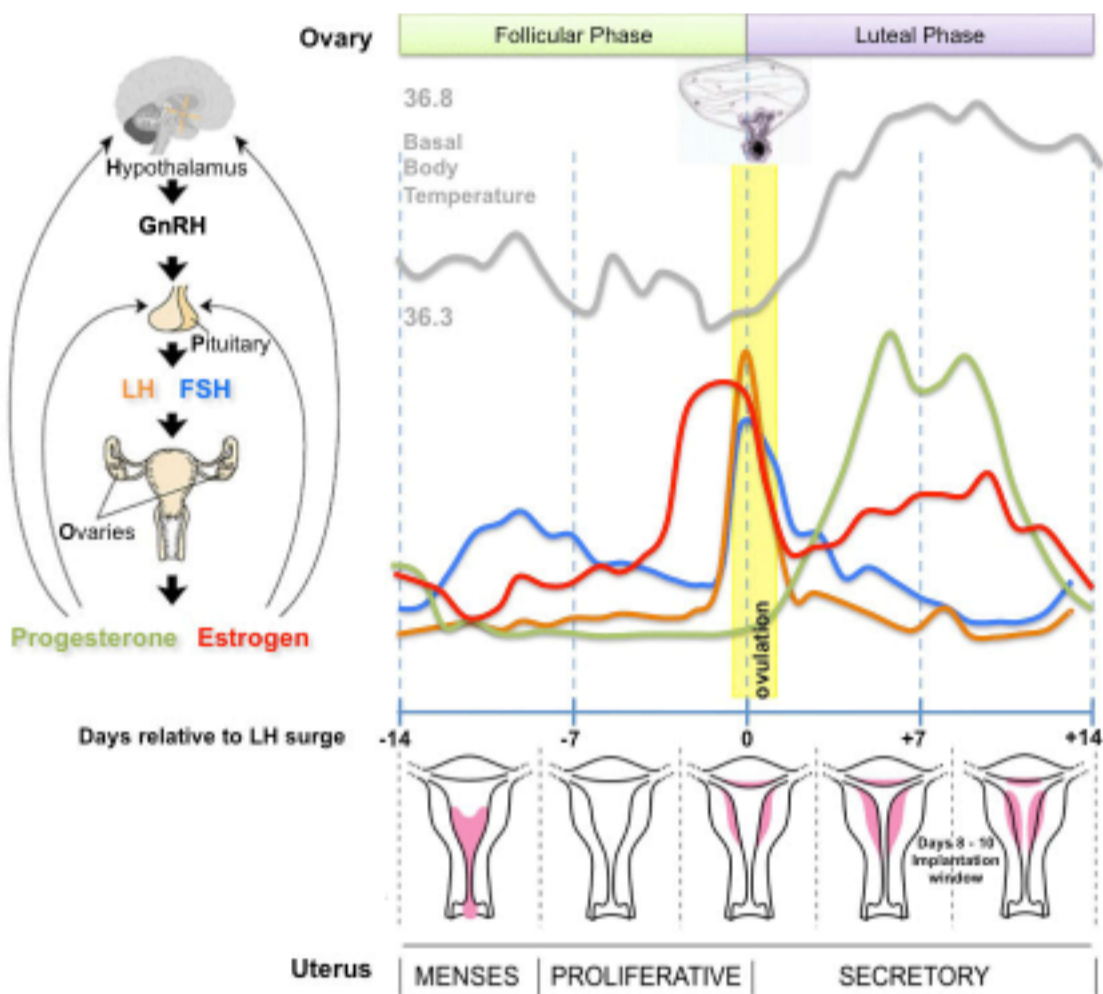 Ovary
Follicular Phase
Luteal Phase
36.8
Basal
Body
Temperature
36.3
Hypothalamus
GnRH
Pituitary
LH FSH
Ovaries
Progesterone Estrogen
ovulation
Days relative to LH surge
-14 -7 0 +7 +14
Days 8 - 10
Implantation
window
Uterus
MENSES PROLIFERATIVE SECRETORY